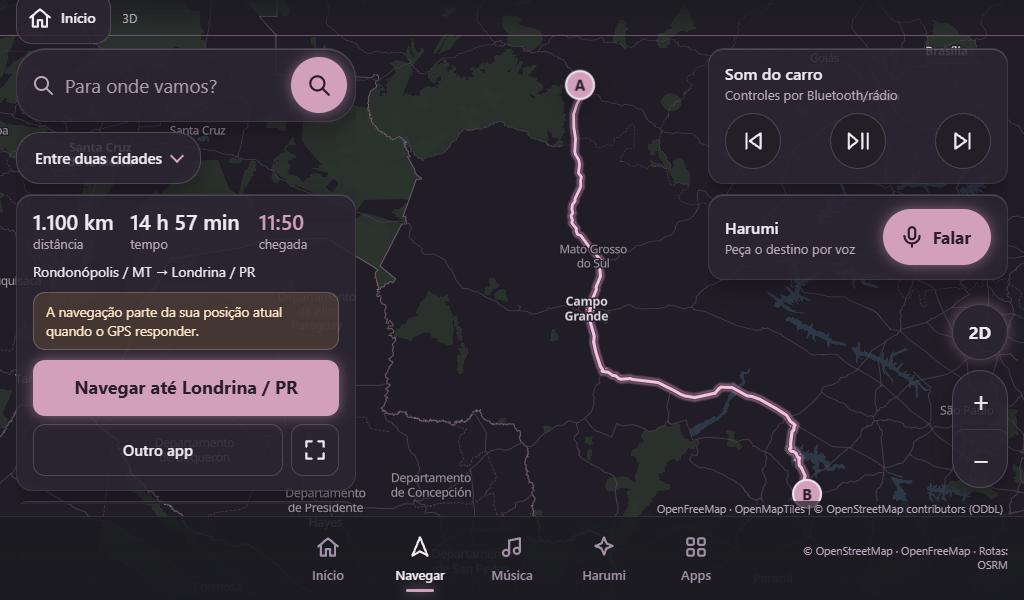 Início
3D
Para onde vamos?
Santa Cruz
Santa Cruz
Entre duas cidades
1.100 km
14 h 57 min
11:50
distância
tempo
chegada
Rondonópolis / MT → Londrina / PR
A navegação parte da sua posição atual
quando o GPS responder.
Navegar até Londrina / PR
Outro app
A
Mato Grosso
do Sul
Campo
Grande
B
Departamento
de Concepción
Departamento
de Presidente
Hayes
Goiás
Brasília
Som do carro
Controles por Bluetooth/rádio
Harumi
Peça o destino por voz
Falar
2D
+
São Paulo
−
OpenFreeMap · OpenMapTiles | © OpenStreetMap contributors (ODbL)
Início
Navegar
Música
Harumi
Apps
© OpenStreetMap · OpenFreeMap · Rotas:
OSRM
Paraná